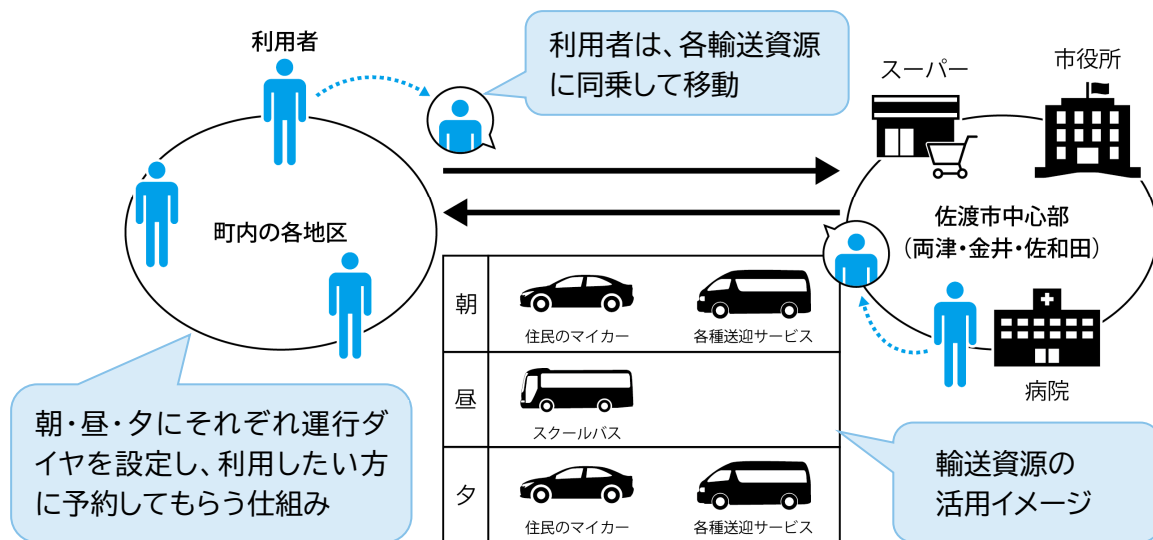 利用者
利用者は、各輸送資源
に同乗して移動
スーパー
市役所
町内の各地区
佐渡市中心部
（両津・金井・佐和田）
病院
朝
住民のマイカー
各種送迎サービス
昼
スクールバス
夕
住民のマイカー
各種送迎サービス
朝・昼・夕にそれぞれ運行ダ
イヤを設定し、利用したい方
に予約してもらう仕組み
輸送資源の
活用イメージ